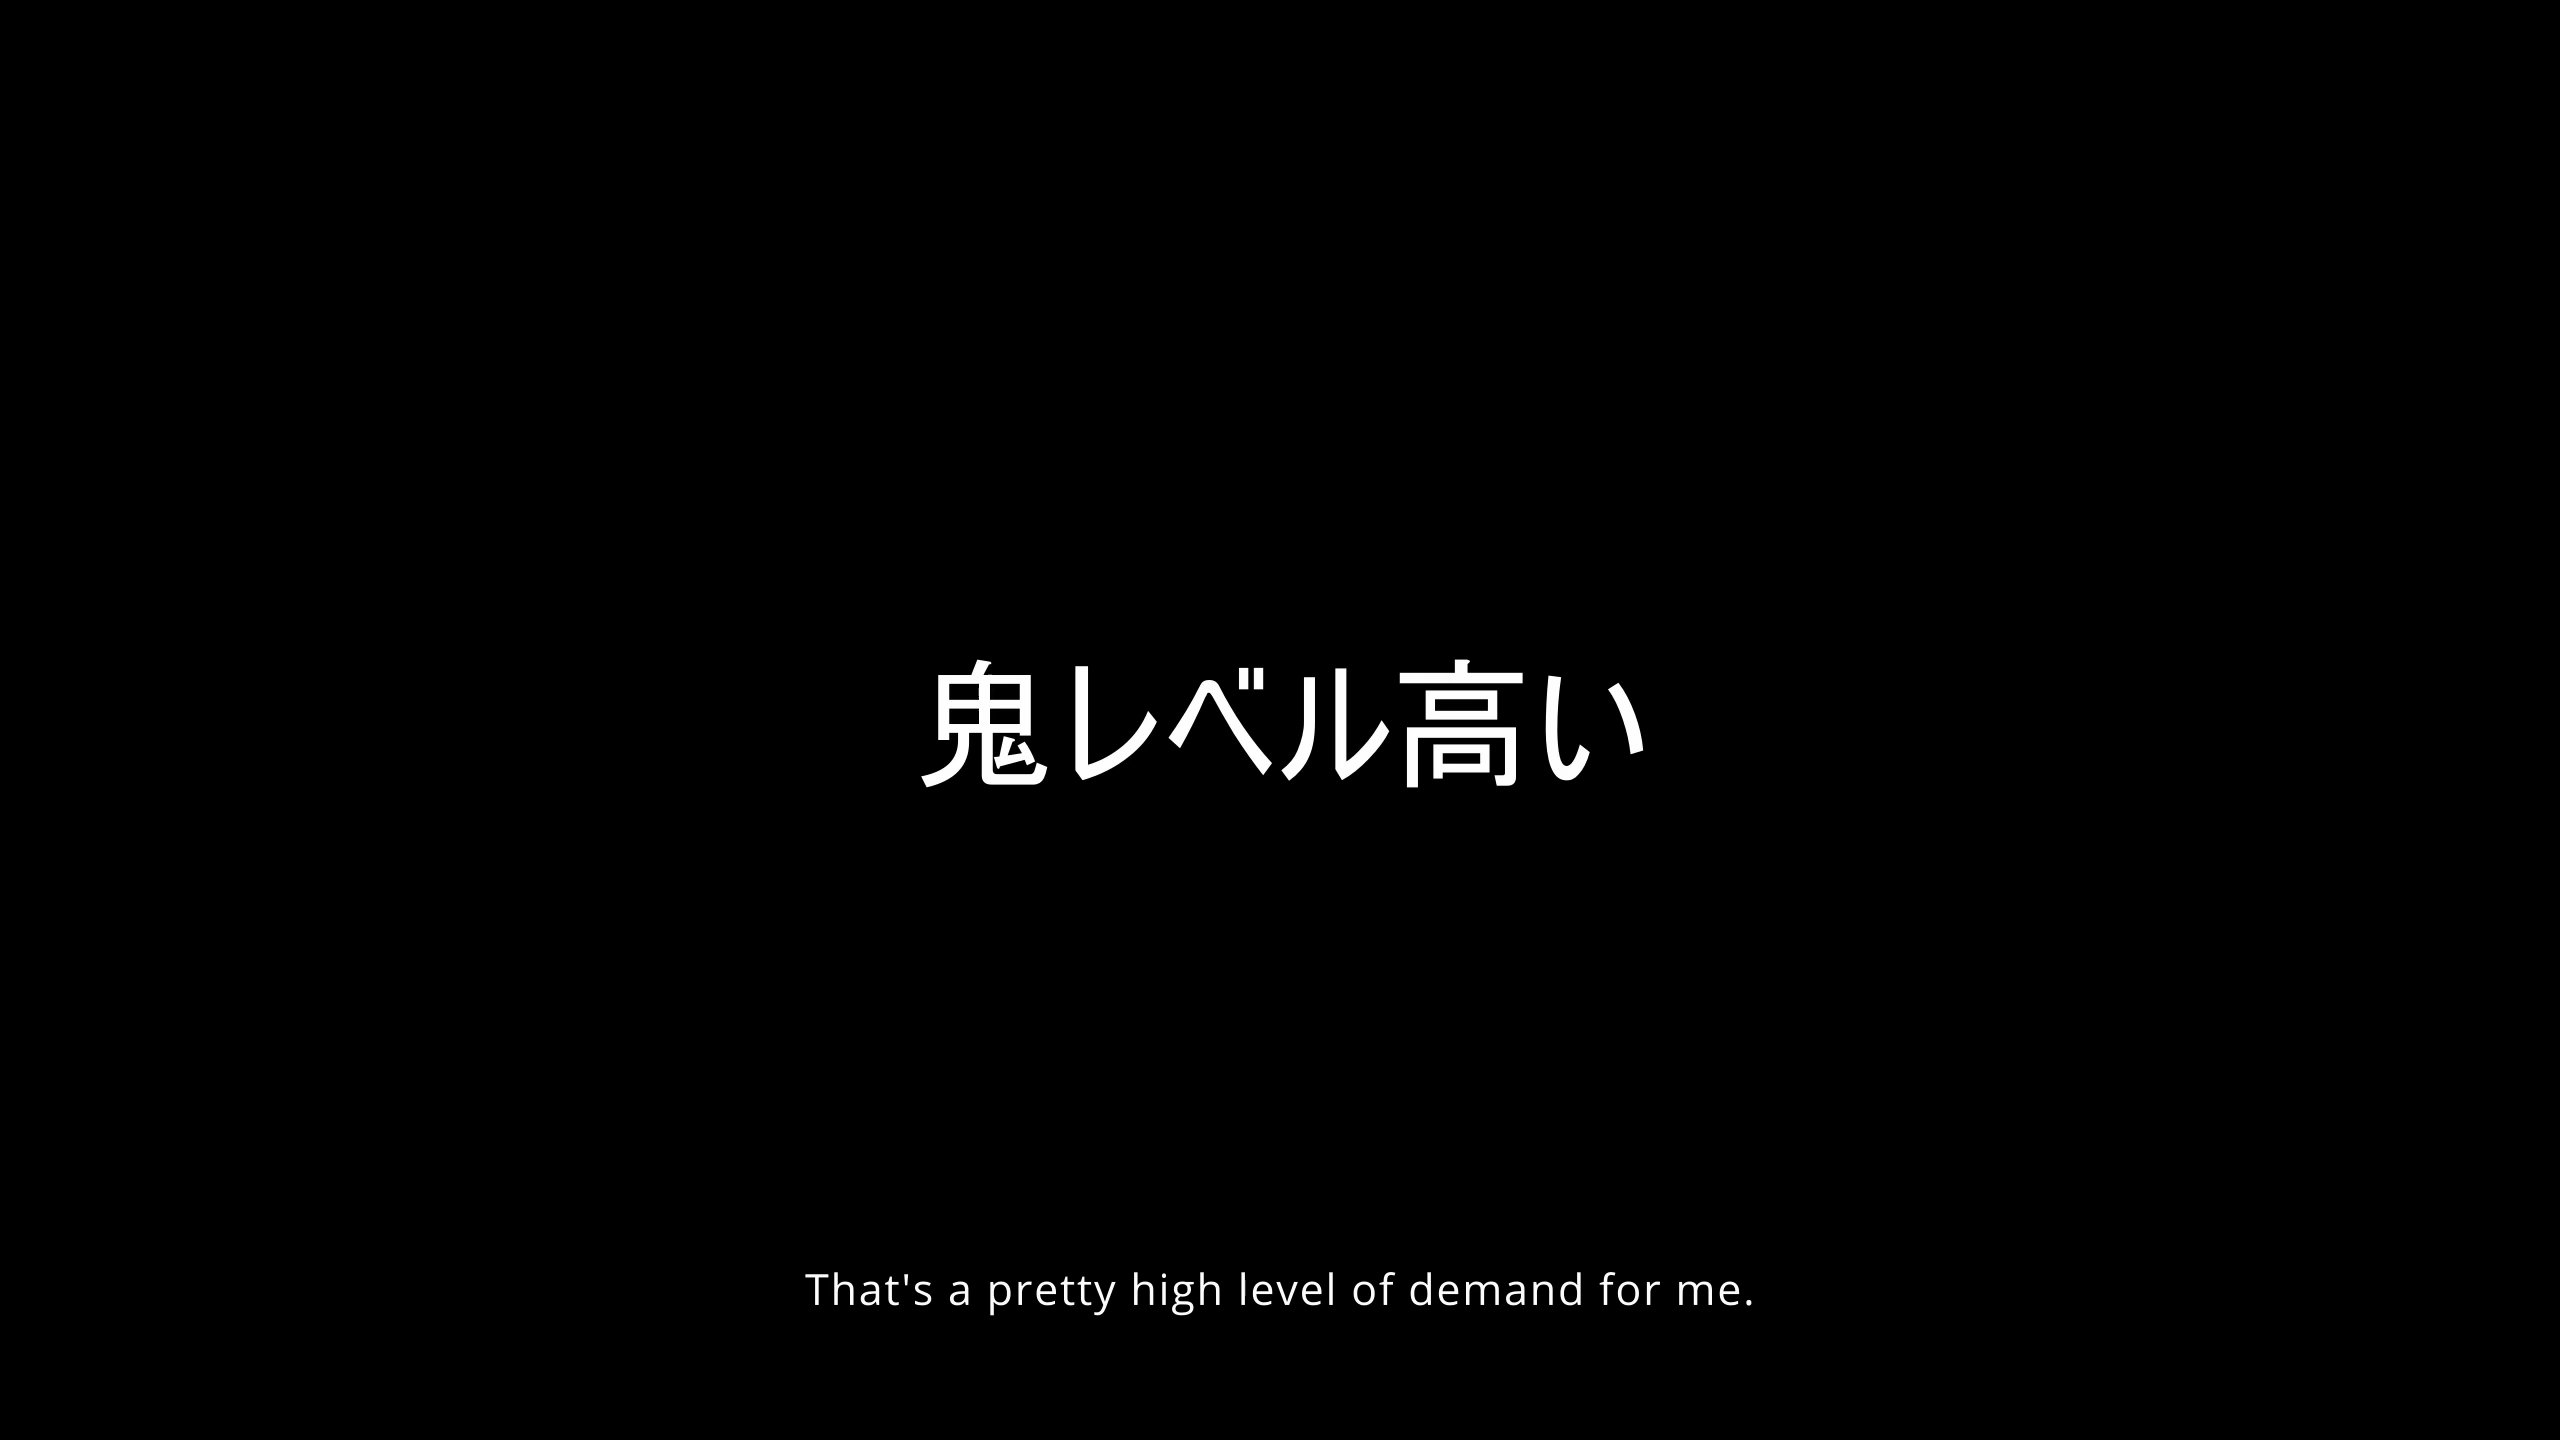 鬼レベル高い
That's a pretty high level of demand for me.